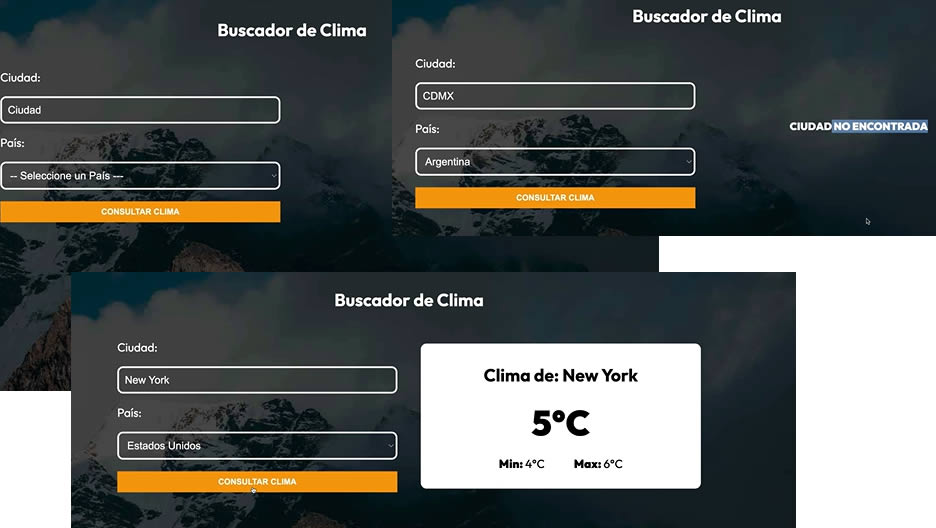 Buscador de Clima
Ciudad:
Ciudad
País:
-- Seleccione un País ---
CONSULTAR CLIMA
Buscador de Clima
Ciudad:
CDMX
País:
Argentina
CONSULTAR CLIMA
CIUDAD NO ENCONTRADA
Buscador de Clima
Ciudad:
New York
País:
Estados Unidos
CONSULTAR CLIMA
Clima de: New York
5°C
Min: 4°C Max: 6°C